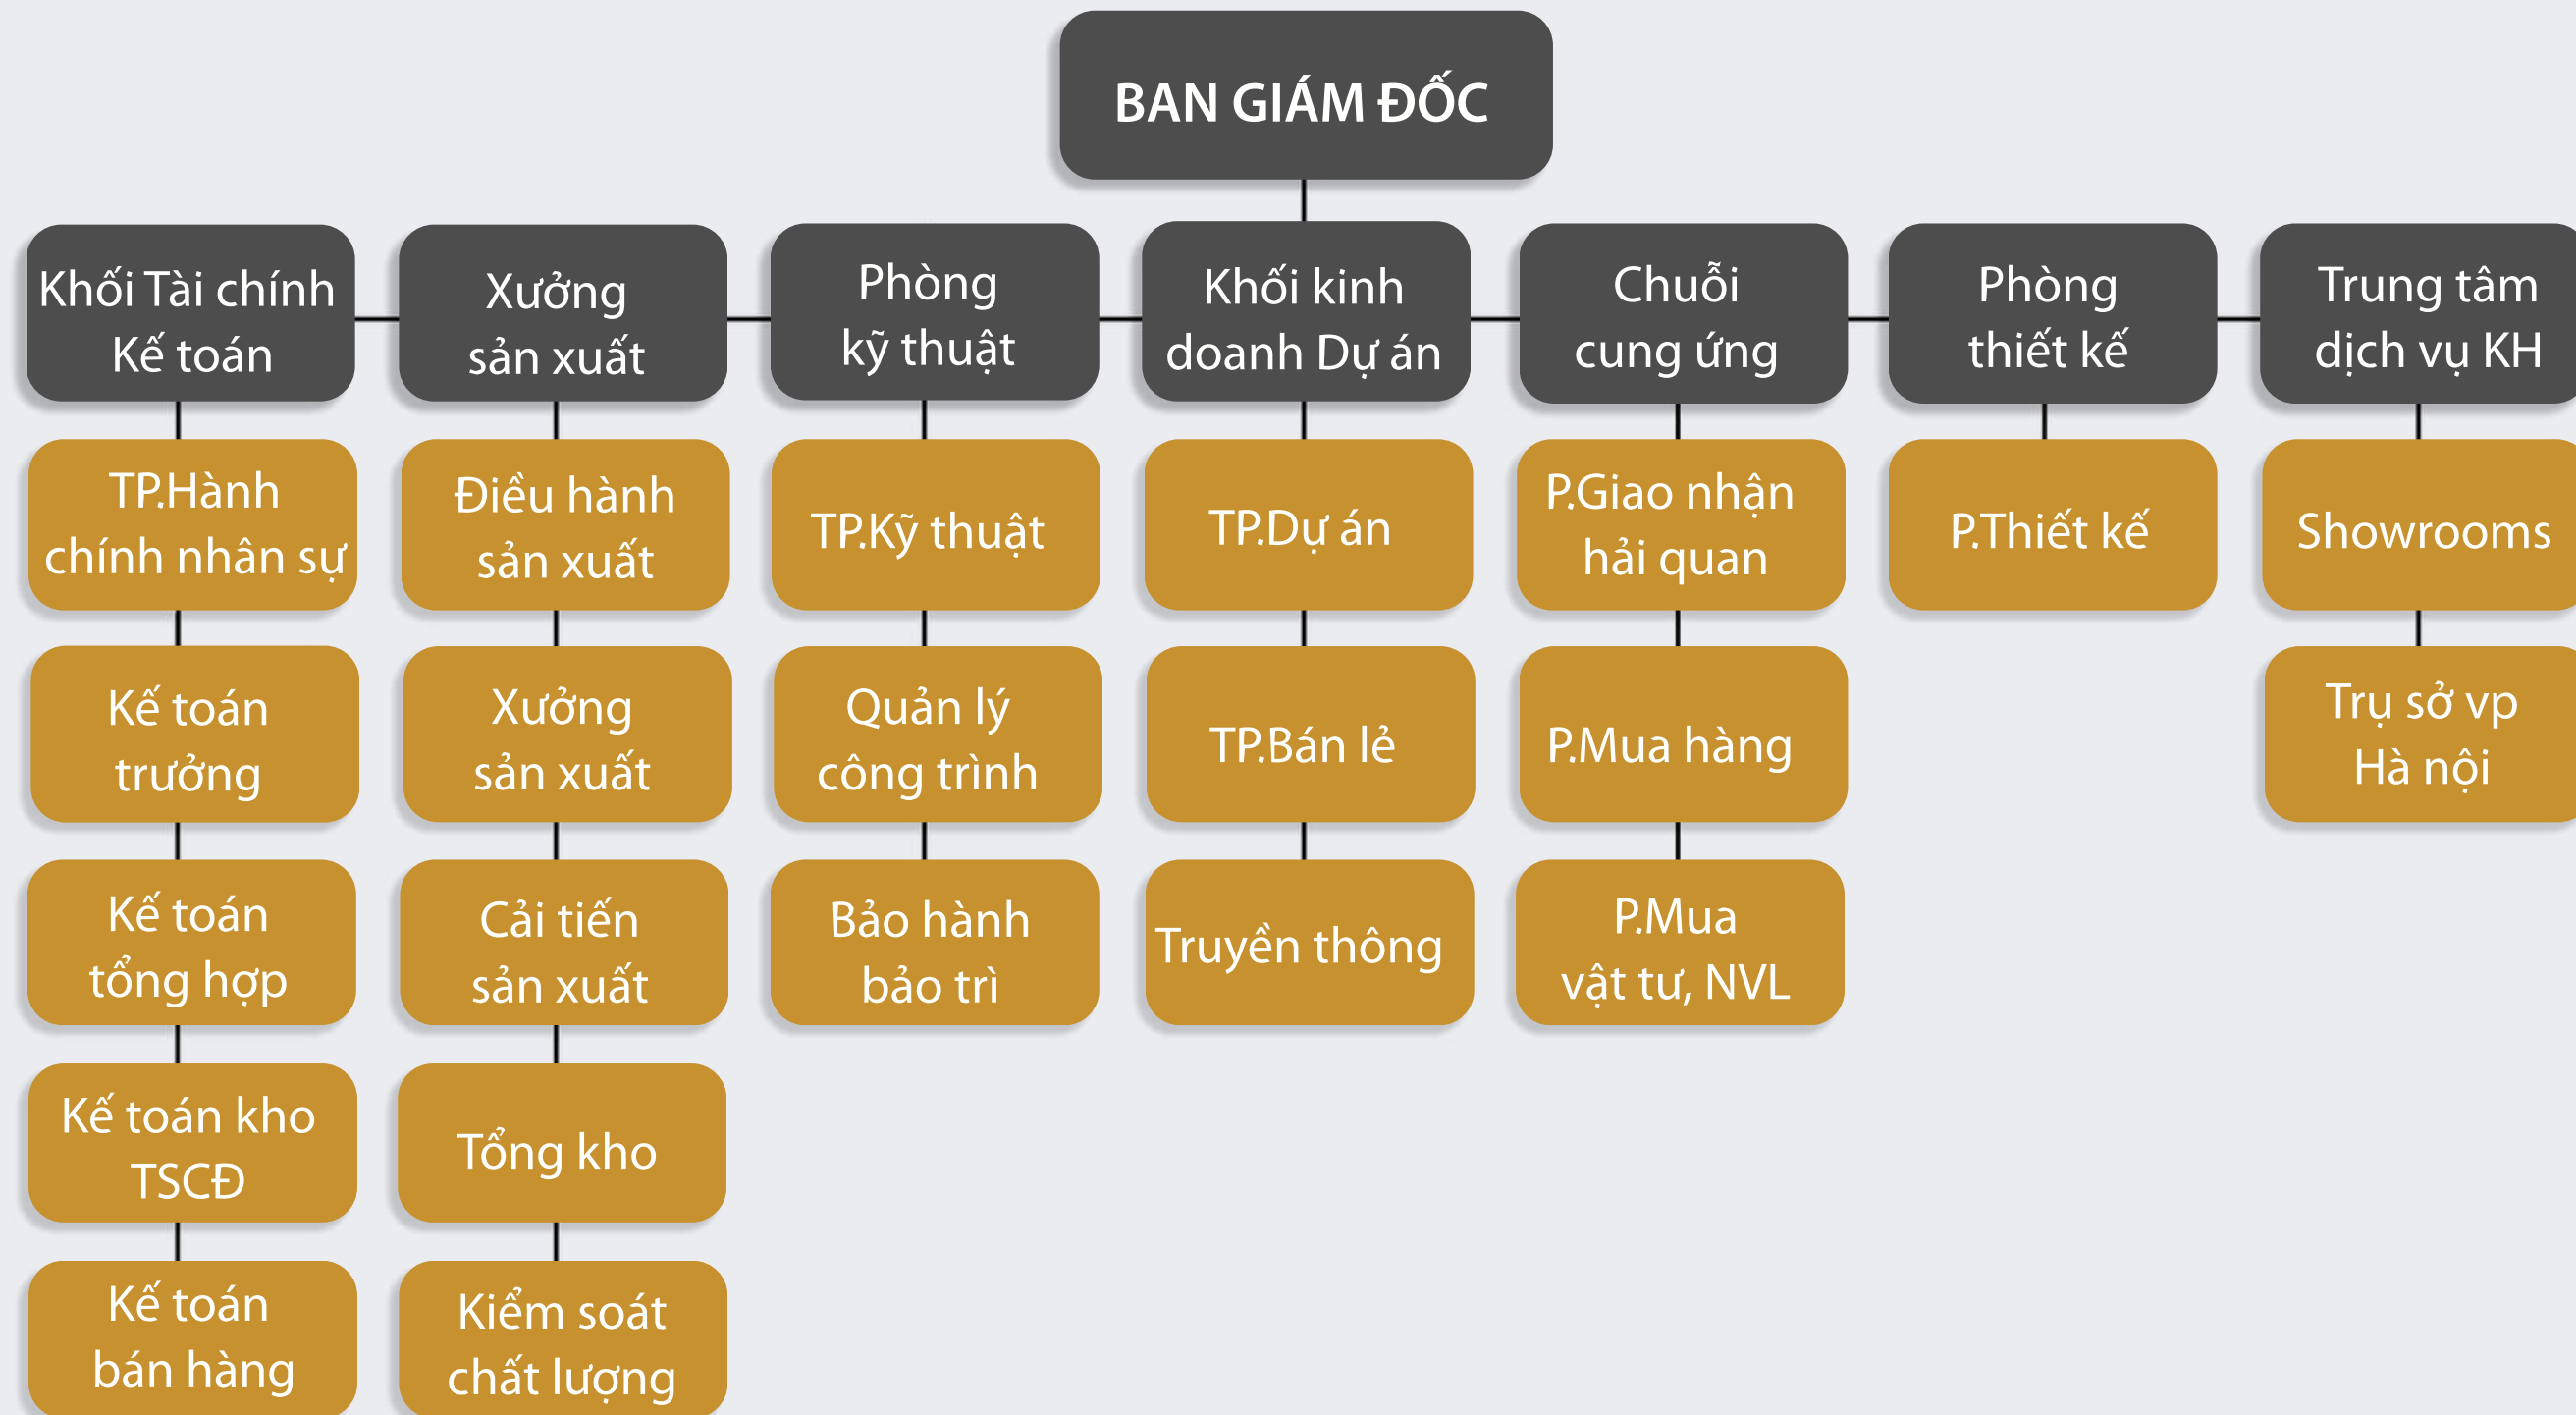 BAN GIÁM ĐỐC
Khối Tài chính
Kế toán
Xưởng
sản xuất
Phòng
kỹ thuật
Khối kinh
doanh Dự án
Chuỗi
cung ứng
Phòng
thiết kế
Trung tâm
dịch vụ KH
TP.Hành
chính nhân sự
Điều hành
sản xuất
TP.Kỹ thuật
TP.Dự án
P.Giao nhận
hải quan
P.Thiết kế
Showrooms
Kế toán
trưởng
Xưởng
sản xuất
Quản lý
công trình
TP.Bán lẻ
P.Mua hàng
Trụ sở vp
Hà nội
Kế toán
tổng hợp
Cải tiến
sản xuất
Bảo hành
bảo trì
Truyền thông
P.Mua
vật tư, NVL
Kế toán kho
TSCĐ
Tổng kho
Kế toán
bán hàng
Kiểm soát
chất lượng